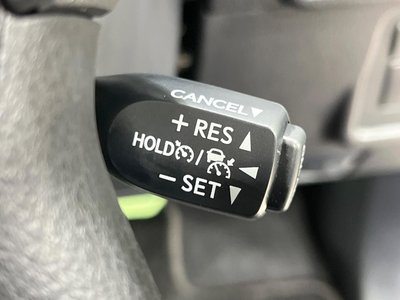 CANCEL▼
+ RES ▲
HOLD / ◀
− SET ▼